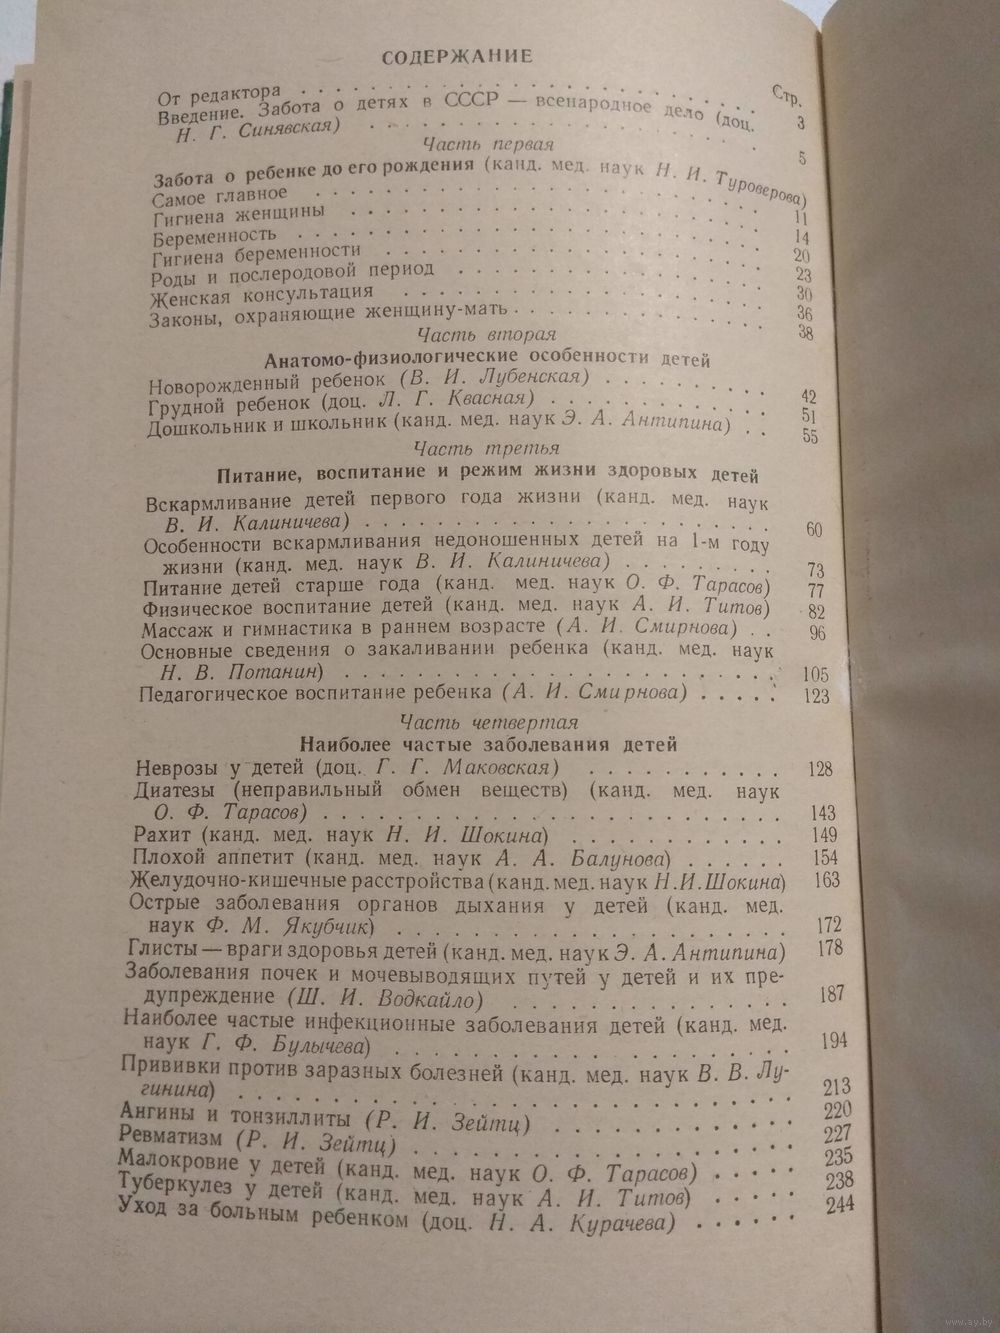 СОДЕРЖАНИЕ
Стр.
От редактора . . . . . . . . . . . . . . . . . . . . 3
Введение. Забота о детях в СССР — всенародное дело (доц.
Н. Г. Синявская) . . . . . . . . . . . . . . . . . 5
Часть первая
Забота о ребенке до его рождения (канд. мед. наук Н. И. Туроверова)
Самое главное . . . . . . . . . . . . . . . . . . 11
Гигиена женщины . . . . . . . . . . . . . . . . . 14
Беременность . . . . . . . . . . . . . . . . . . . 20
Гигиена беременности . . . . . . . . . . . . . . . 23
Роды и послеродовой период . . . . . . . . . . . . 30
Женская консультация . . . . . . . . . . . . . . . 36
Законы, охраняющие женщину-мать . . . . . . . . . . 38
Часть вторая
Анатомо-физиологические особенности детей
Новорожденный ребенок (В. И. Лубенская) . . . . . . . 42
Грудной ребенок (доц. Л. Г. Квасная) . . . . . . . . 51
Дошкольник и школьник (канд. мед. наук Э. А. Антипина) . . 55
Часть третья
Питание, воспитание и режим жизни здоровых детей
Вскармливание детей первого года жизни (канд. мед. наук
В. И. Калиничева) . . . . . . . . . . . . . . . . . 60
Особенности вскармливания недоношенных детей на 1-м году
жизни (канд. мед. наук В. И. Калиничева) . . . . . . . 73
Питание детей старше года (канд. мед. наук О. Ф. Тарасов) 77
Физическое воспитание детей (канд. мед. наук А. И. Титов) 82
Массаж и гимнастика в раннем возрасте (А. И. Смирнова) . . 96
Основные сведения о закаливании ребенка (канд. мед. наук
Н. В. Потанин) . . . . . . . . . . . . . . . . . . 105
Педагогическое воспитание ребенка (А. И. Смирнова) . . . . . 123
Часть четвертая
Наиболее частые заболевания детей
Неврозы у детей (доц. Г. Г. Маковская) . . . . . . . . . 128
Диатезы (неправильный обмен веществ) (канд. мед. наук
О. Ф. Тарасов) . . . . . . . . . . . . . . . . . . 143
Рахит (канд. мед. наук Н. И. Шокина) . . . . . . . . . 149
Плохой аппетит (канд. мед. наук А. А. Балунова) . . . . . . 154
Желудочно-кишечные расстройства (канд. мед. наук Н. И. Шокина) 163
Острые заболевания органов дыхания у детей (канд. мед.
наук Ф. М. Якубчик) . . . . . . . . . . . . . . . . 172
Глисты — враги здоровья детей (канд. мед. наук Э. А. Антипина) 178
Заболевания почек и мочевыводящих путей у детей и их пре-
дупреждение (Ш. И. Водкайло) . . . . . . . . . . . . 187
Наиболее частые инфекционные заболевания детей (канд. мед.
наук Г. Ф. Булычева) . . . . . . . . . . . . . . . . 194
Прививки против заразных болезней (канд. мед. наук В. В. Лу-
гинина) . . . . . . . . . . . . . . . . . . . . . 213
Ангины и тонзиллиты (Р. И. Зейтц) . . . . . . . . . . 220
Ревматизм (Р. И. Зейтц) . . . . . . . . . . . . . . . 227
Малокровие у детей (канд. мед. наук О. Ф. Тарасов) . . . . . 235
Туберкулез у детей (канд. мед. наук А. И. Титов) . . . . . 238
Уход за больным ребенком (доц. Н. А. Курачева) . . . . . . 244
www.ay.by